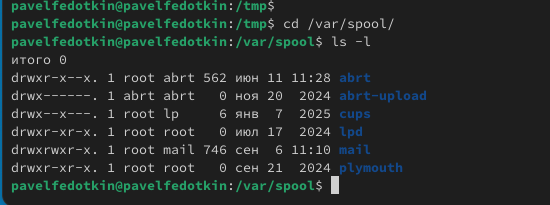 pavelfedotkin@pavelfedotkin:/tmp$
pavelfedotkin@pavelfedotkin:/tmp$ cd /var/spool/
pavelfedotkin@pavelfedotkin:/var/spool$ ls -l
итого 0
drwxr-x--x. 1 root abrt 562 июн 11 11:28 abrt
drwx------. 1 abrt abrt   0 ноя 20  2024 abrt-upload
drwx--x---. 1 root lp     6 янв  7  2025 cups
drwxr-xr-x. 1 root root   0 июл 17  2024 lpd
drwxrwxr-x. 1 root mail 746 сен  6 11:10 mail
drwxr-xr-x. 1 root root   0 сен 21  2024 plymouth
pavelfedotkin@pavelfedotkin:/var/spool$